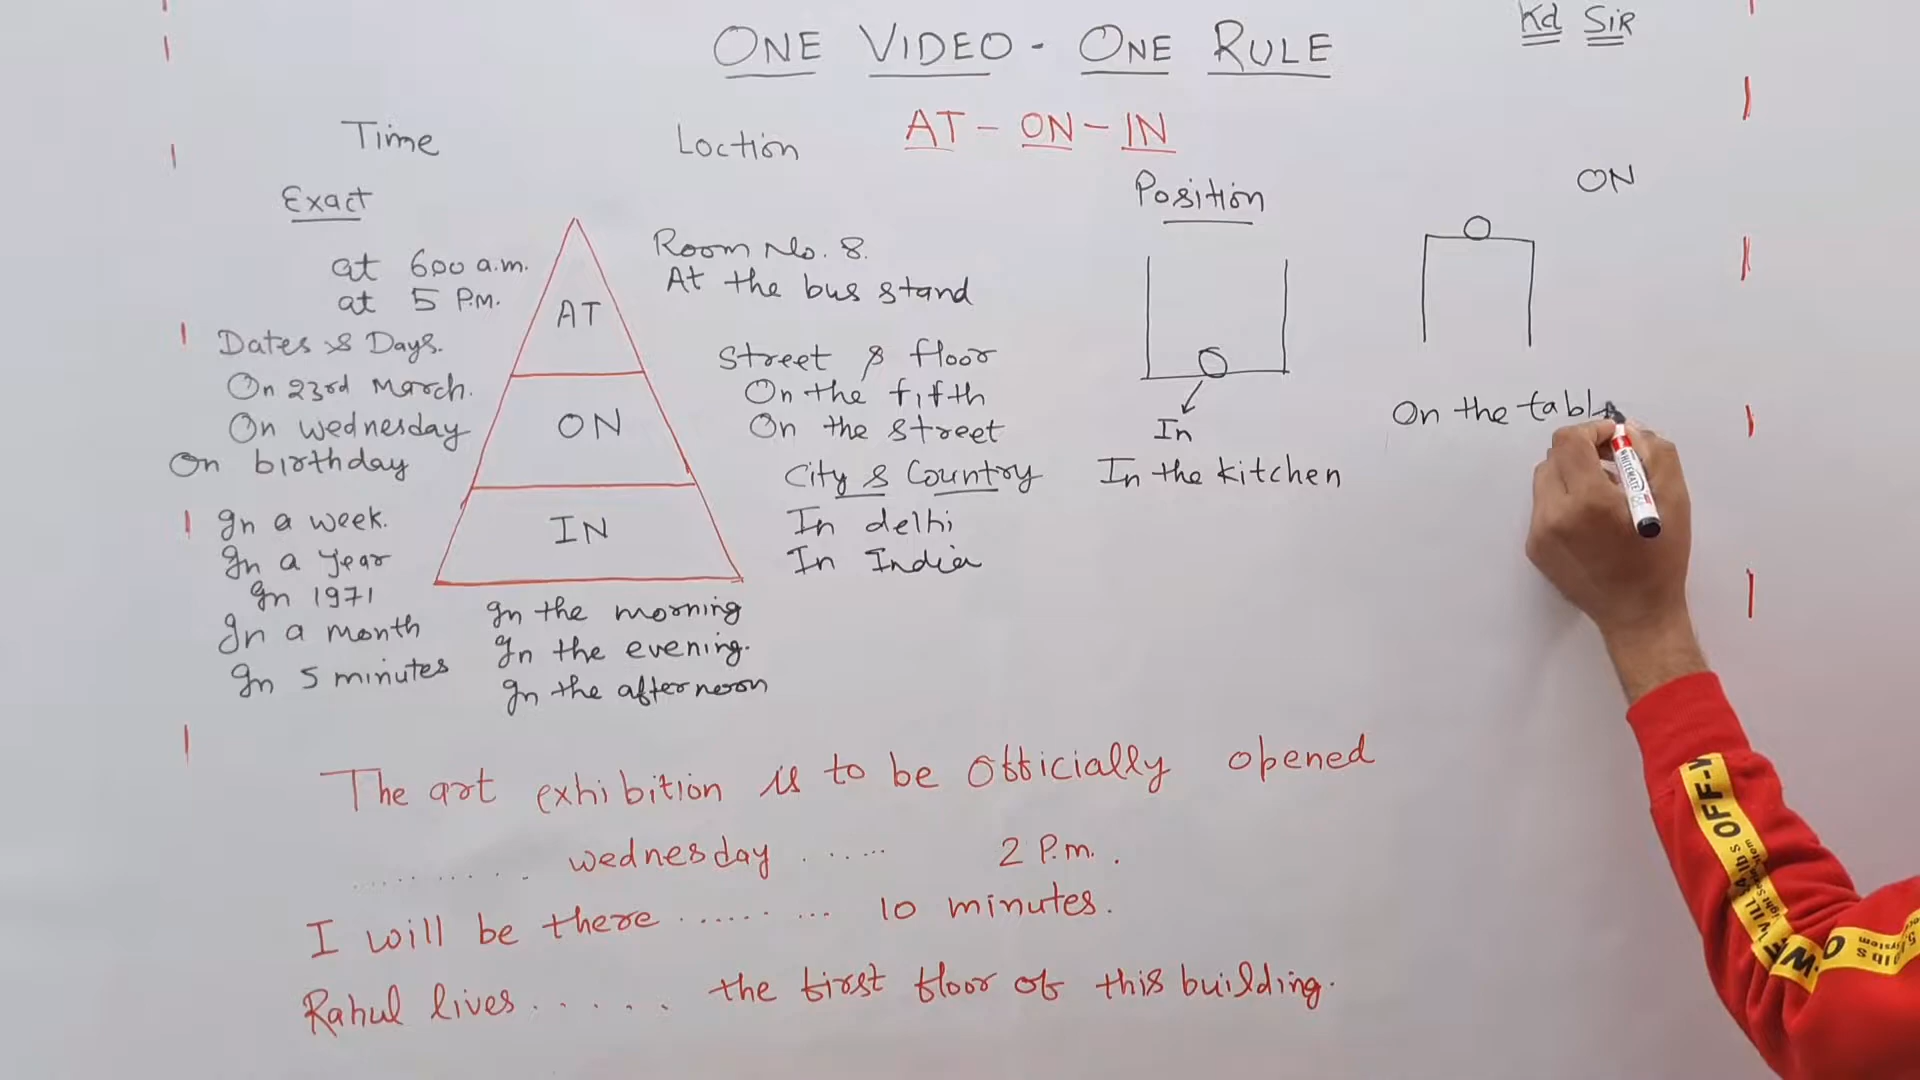 ONE VIDEO - ONE RULE
Kd SIR
AT - ON - IN
Time
Loction
Exact
at 600 a.m.
at 5 P.M.
Dates & Days.
On 23rd March.
On wednesday
On birthday
In a week.
In a year
In 1971
In a month
In 5 minutes
AT
ON
IN
In the morning
In the evening.
In the afternoon
Room No. 8.
At the bus stand
Street & floor
On the fifth
On the street
City & Country
In delhi
In India
Position
In
In the kitchen
ON
On the tabl
The art exhibition is to be Officially opened
.......... wednesday ..... 2 P.m..
I will be there ......... 10 minutes.
Rahul lives ...... the first floor of this building.
WHITEMATE